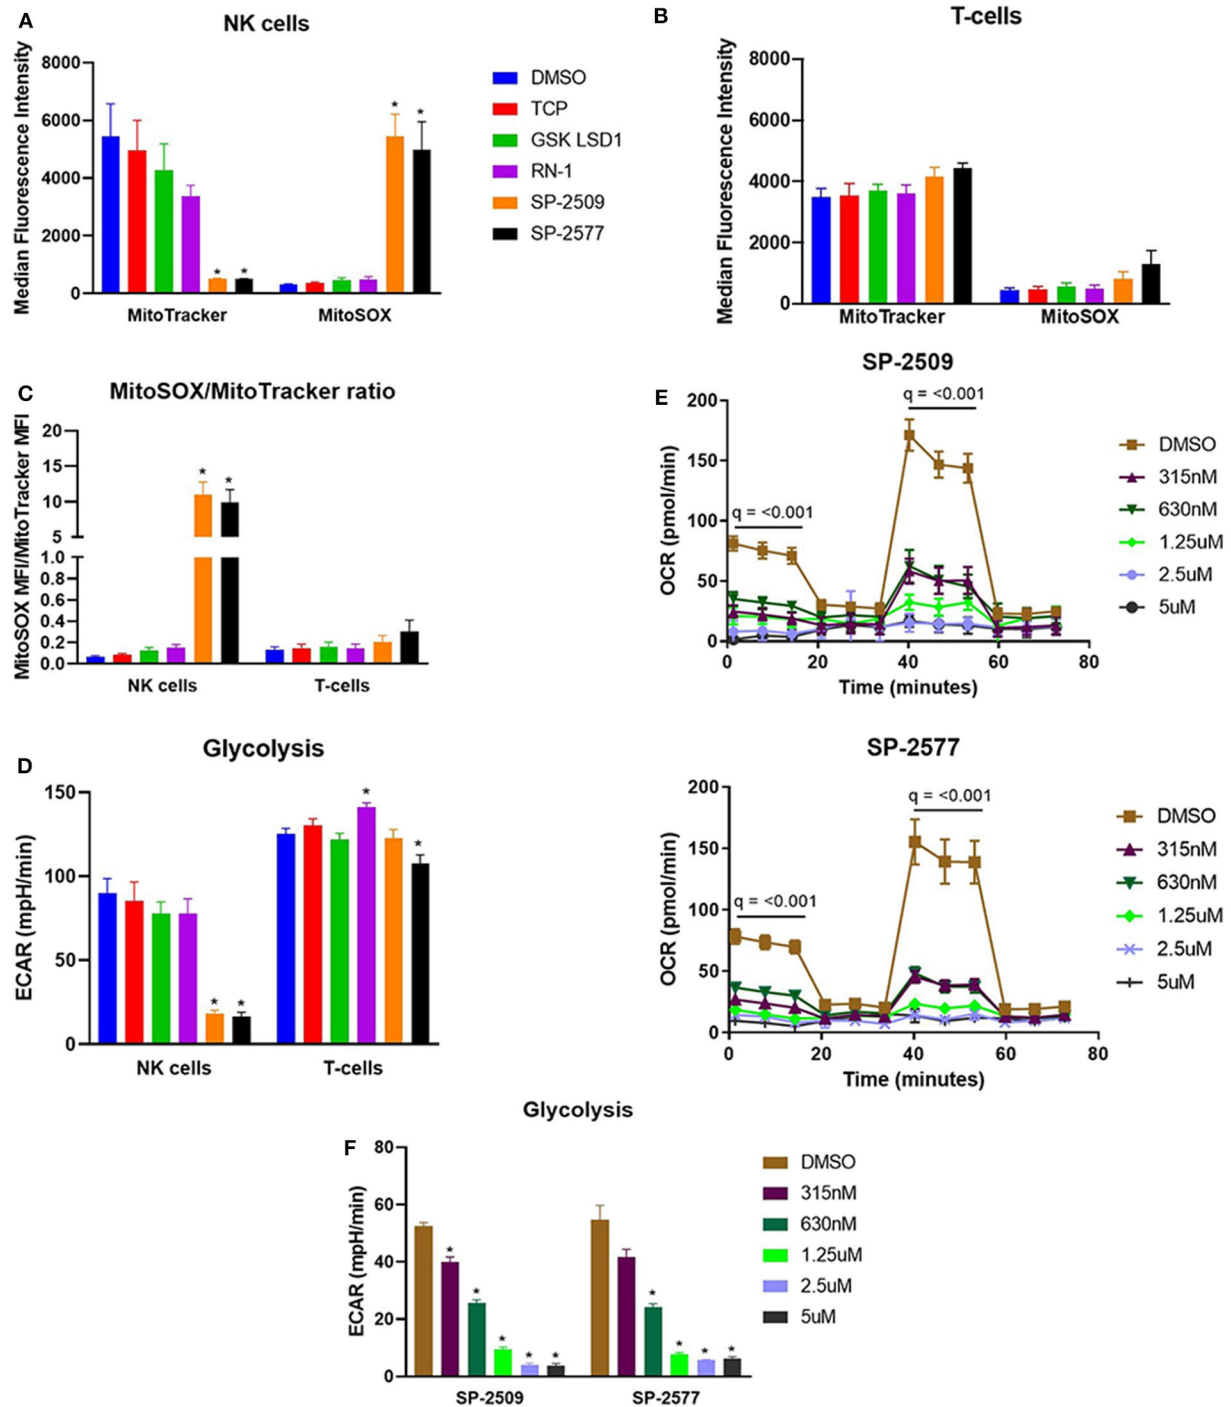 A
NK cells
Median Fluorescence Intensity
8000
6000
4000
2000
0
* * * *
MitoTracker MitoSOX
DMSO
TCP
GSK LSD1
RN-1
SP-2509
SP-2577
B
T-cells
Median Fluorescence Intensity
8000
6000
4000
2000
0
MitoTracker MitoSOX
C
MitoSOX/MitoTracker ratio
MitoSOX MFI/MitoTracker MFI
20
15
10
5
1.0
0.8
0.6
0.4
0.2
0.0
* *
NK cells T-cells
D
Glycolysis
ECAR (mpH/min)
150
100
50
0
* * * *
NK cells T-cells
E
SP-2509
OCR (pmol/min)
200
150
100
50
0
q = <0.001
q = <0.001
0 20 40 60 80
Time (minutes)
DMSO
315nM
630nM
1.25uM
2.5uM
5uM
SP-2577
OCR (pmol/min)
200
150
100
50
0
q = <0.001
q = <0.001
0 20 40 60 80
Time (minutes)
DMSO
315nM
630nM
1.25uM
2.5uM
5uM
Glycolysis
F
ECAR (mpH/min)
80
60
40
20
0
* * * * * * * * *
SP-2509 SP-2577
DMSO
315nM
630nM
1.25uM
2.5uM
5uM